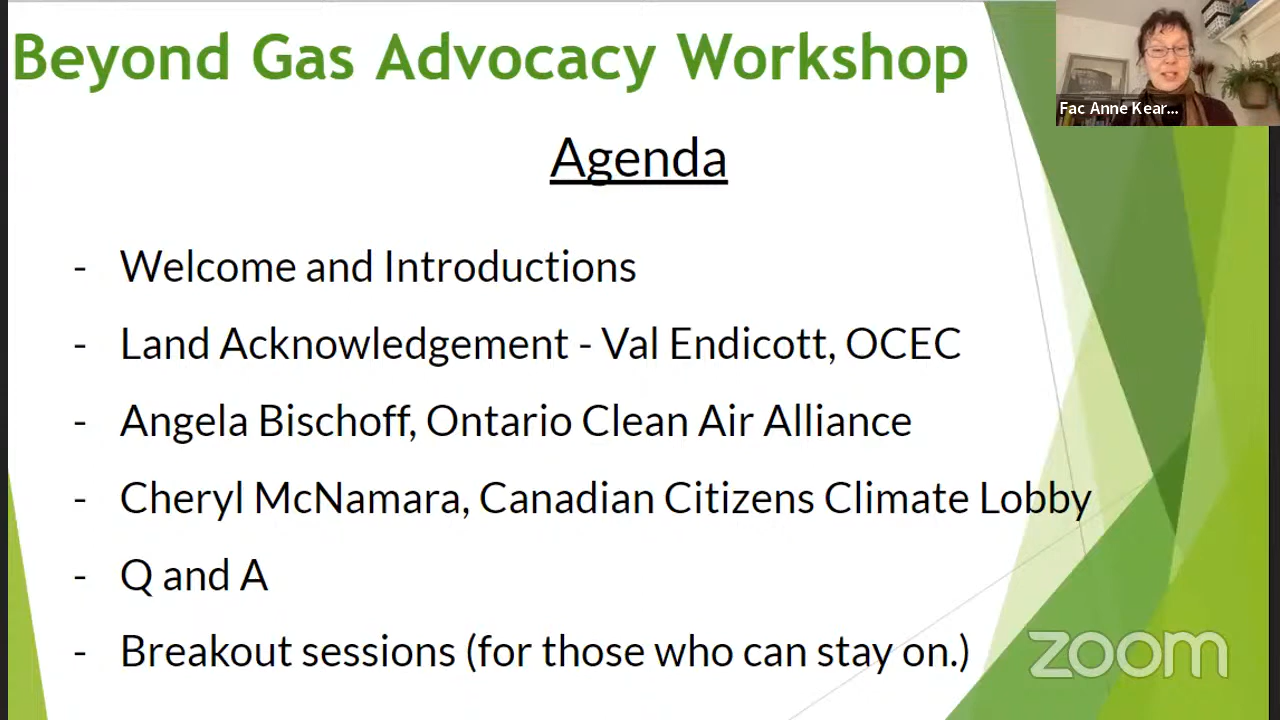 Beyond Gas Advocacy Workshop
Fac Anne Kear...
Agenda
- Welcome and Introductions
- Land Acknowledgement - Val Endicott, OCEC
- Angela Bischoff, Ontario Clean Air Alliance
- Cheryl McNamara, Canadian Citizens Climate Lobby
- Q and A
- Breakout sessions (for those who can stay on.)
zoom